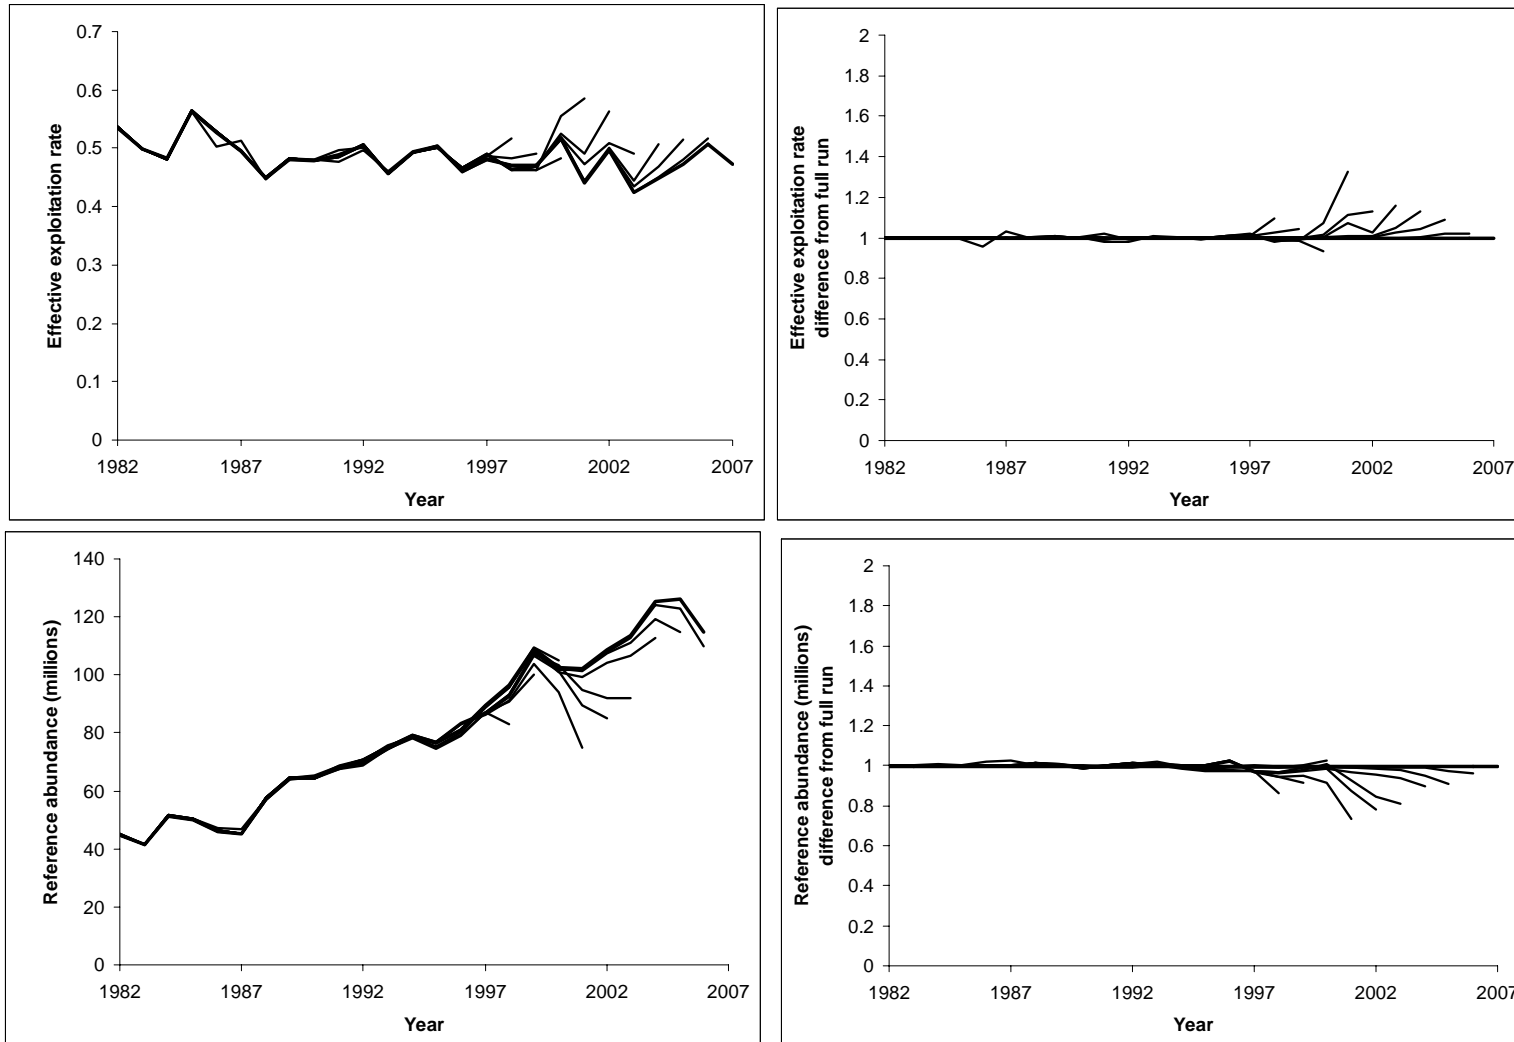 0.7
0.6
0.5
0.4
0.3
0.2
0.1
0
Effective exploitation rate
1982 1987 1992 1997 2002 2007
Year
2
1.8
1.6
1.4
1.2
1
0.8
0.6
0.4
0.2
0
Effective exploitation rate
difference from full run
1982 1987 1992 1997 2002 2007
Year
140
120
100
80
60
40
20
0
Reference abundance (millions)
1982 1987 1992 1997 2002 2007
Year
2
1.8
1.6
1.4
1.2
1
0.8
0.6
0.4
0.2
0
Reference abundance (millions)
difference from full run
1982 1987 1992 1997 2002 2007
Year